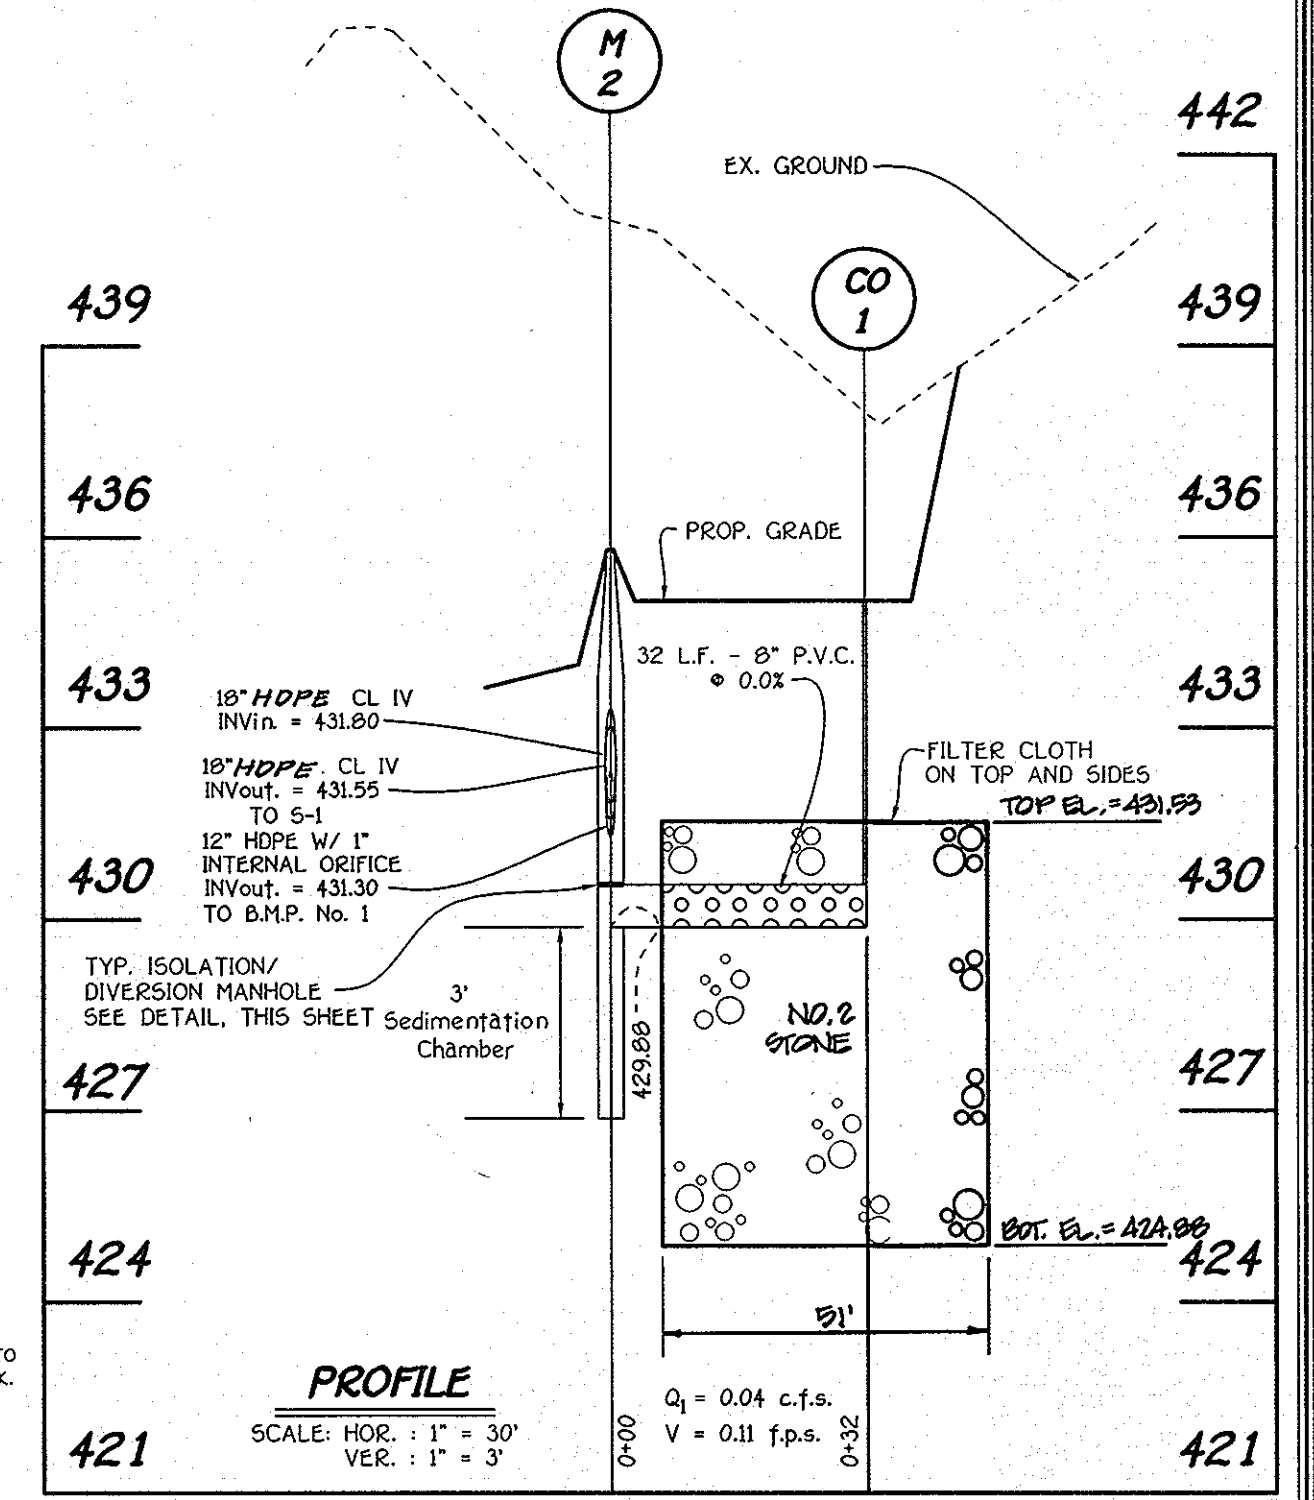 M
2
442
EX. GROUND
CO
1
439
439
436
436
PROP. GRADE
433
433
32 L.F. - 8" P.V.C.
@ 0.0%
18" HDPE CL IV
INVin. = 431.80
18" HDPE CL IV
INVout. = 431.55
TO S-1
12" HDPE W/ 1"
INTERNAL ORIFICE
INVout. = 431.30
TO B.M.P. No. 1
FILTER CLOTH
ON TOP AND SIDES
TOP EL.=431.53
430
430
TYP. ISOLATION/
DIVERSION MANHOLE
SEE DETAIL, THIS SHEET
3'
Sedimentation
Chamber
429.88
NO.2
STONE
427
427
BOT. EL.=424.88
424
424
51'
TO
K.
PROFILE
SCALE: HOR. : 1" = 30'
VER. : 1" = 3'
Q₁ = 0.04 c.f.s.
V = 0.11 f.p.s.
0+00
0+32
421
421